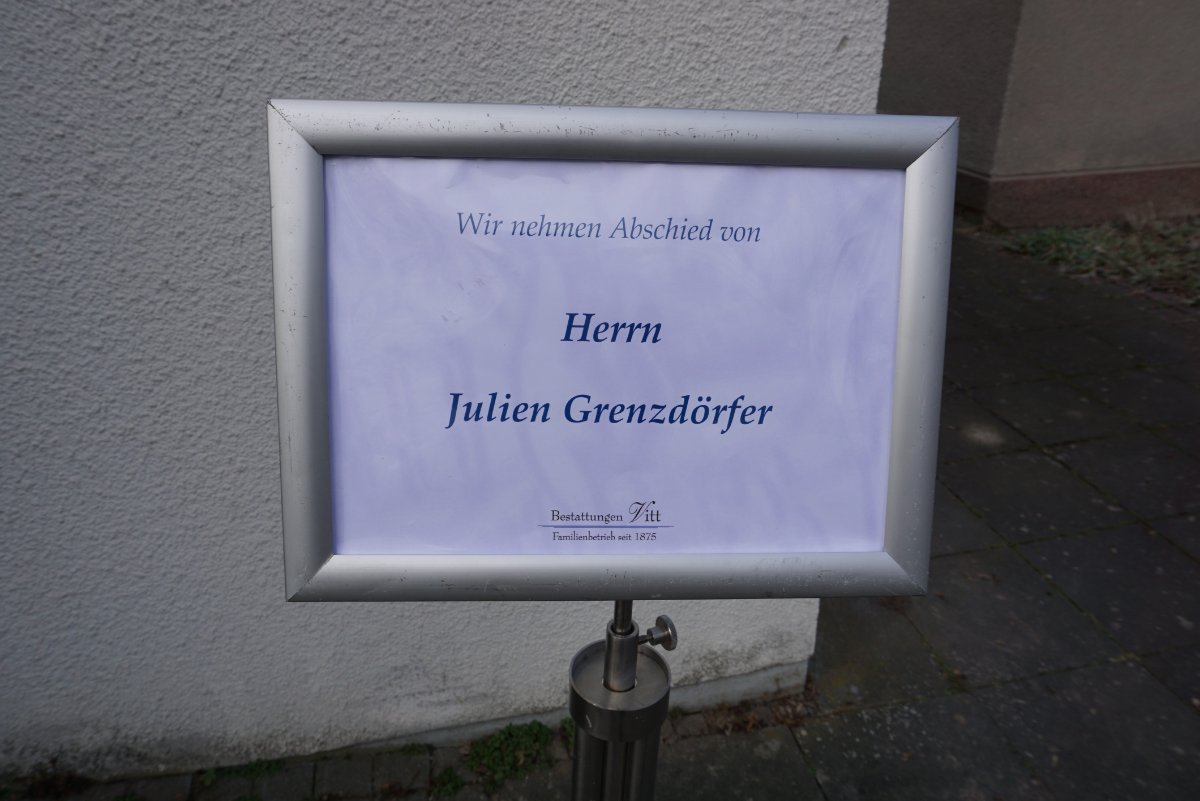 Wir nehmen Abschied von
Herrn
Julien Grenzdörfer
Bestattungen Vitt
Familienbetrieb seit 1875